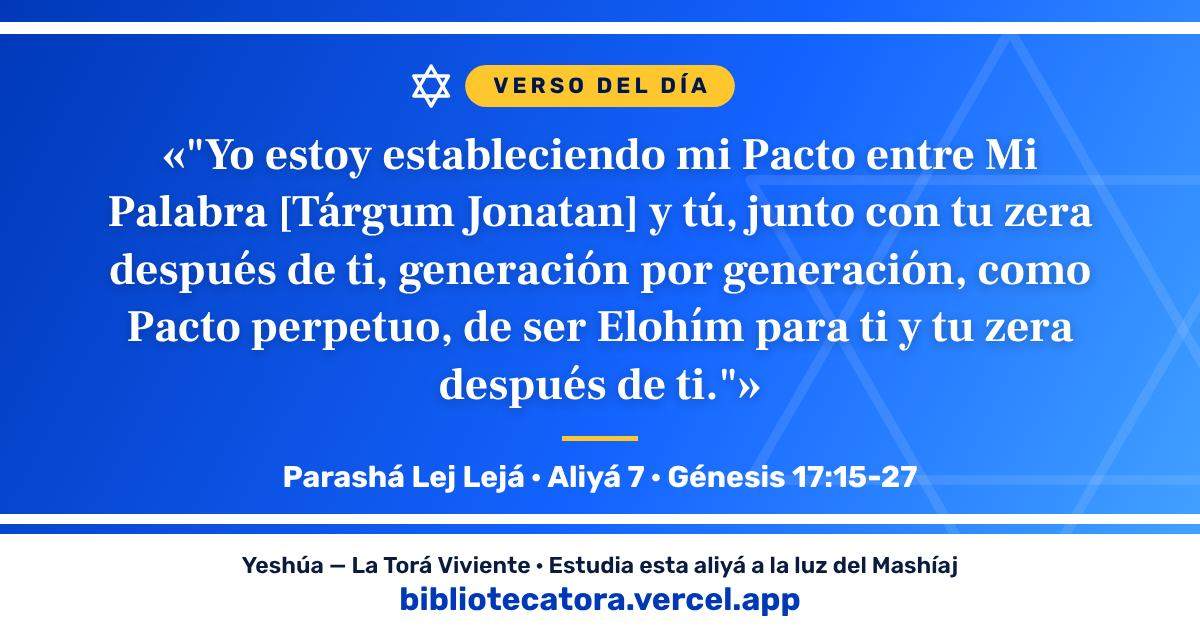 VERSO DEL DÍA
«"Yo estoy estableciendo mi Pacto entre Mi
Palabra [Tárgum Jonatan] y tú, junto con tu zera
después de ti, generación por generación, como
Pacto perpetuo, de ser Elohím para ti y tu zera
después de ti."»
Parashá Lej Lejá • Aliyá 7 • Génesis 17:15-27
Yeshúa — La Torá Viviente • Estudia esta aliyá a la luz del Mashíaj
bibliotecatora.vercel.app